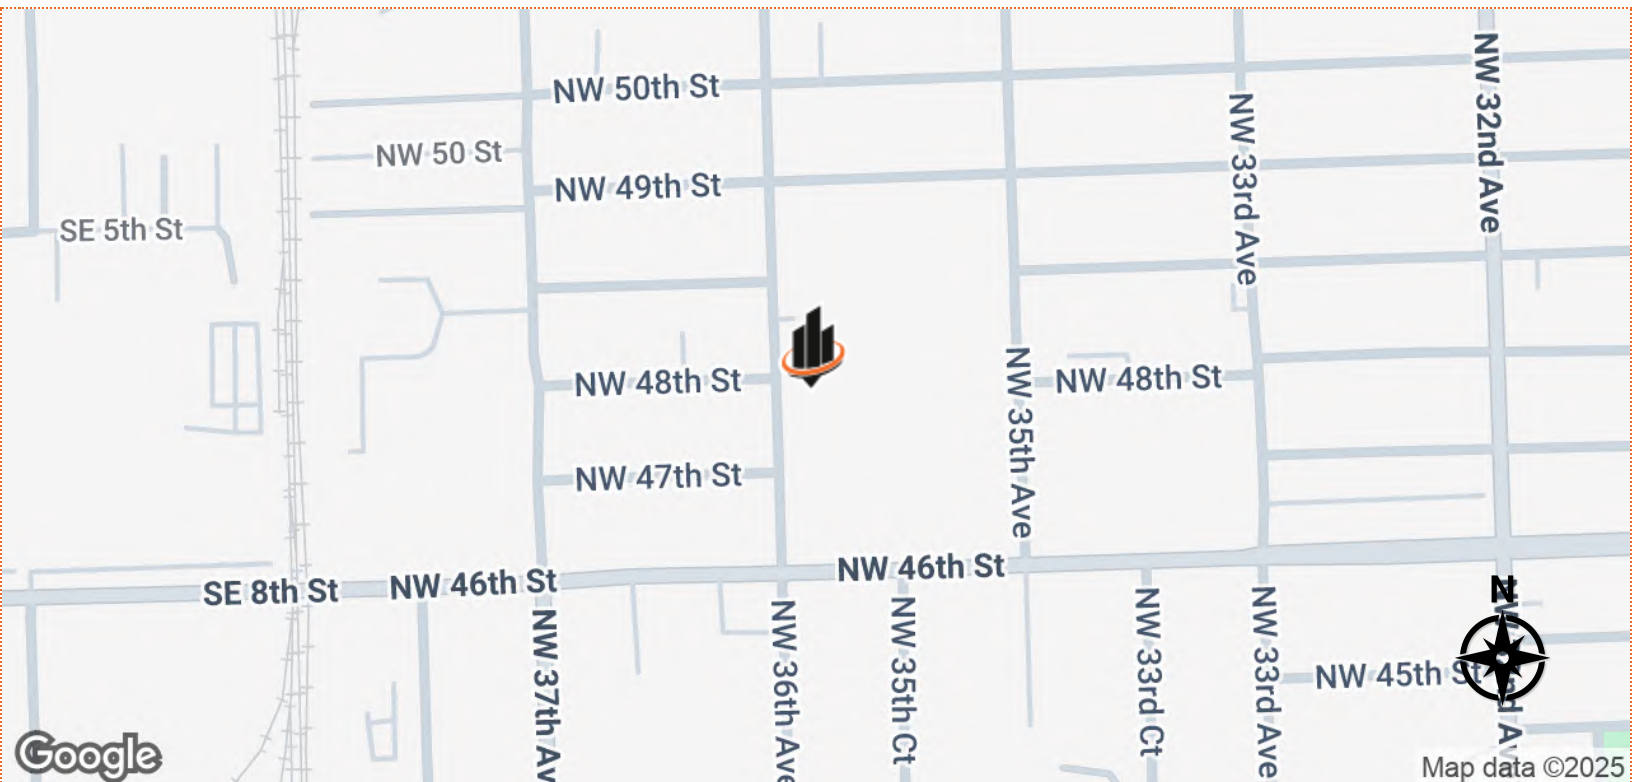 NW 50th St
NW 50 St
NW 49th St
SE 5th St
NW 33rd Ave
NW 32nd Ave
NW 48th St
NW 48th St
NW 35th Ave
NW 47th St
NW 46th St
NW 46th St
SE 8th St
N
NW 37th Av
NW 36th Ave
NW 35th Ct
NW 33rd Ct
NW 33rd Ave
NW 45th St
Google
Map data ©2025